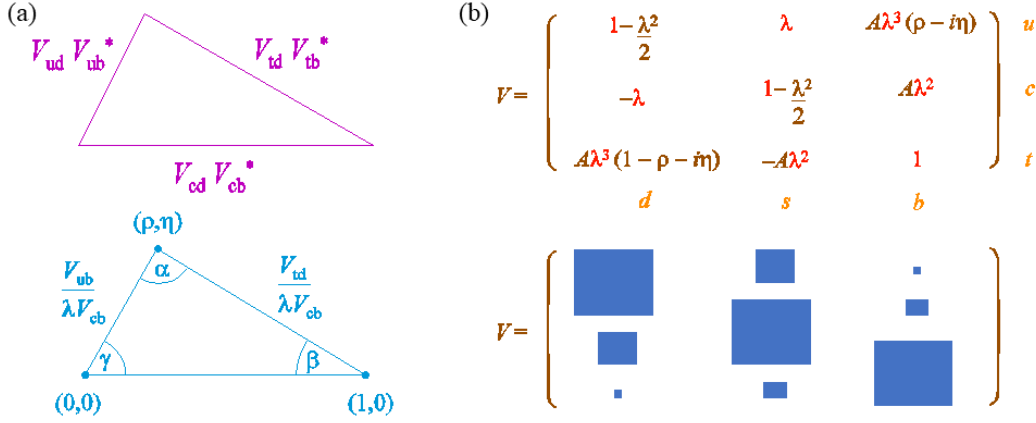 (a)
V_ud V_ub*
V_td V_tb*
V_cd V_cb*
(ρ,η)
α
V_ub
λV_cb
V_td
λV_cb
γ
β
(0,0)
(1,0)
(b)
V = 1 − λ²/2 λ Aλ³(ρ − iη) u
−λ 1 − λ²/2 Aλ² c
Aλ³(1 − ρ − iη) −Aλ² 1 t
d s b
V =